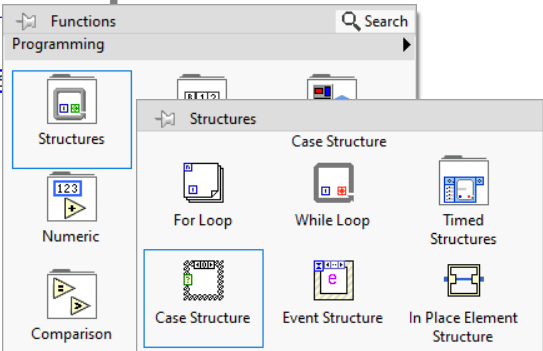 Functions
Search
Programming
Structures
Structures
Case Structure
For Loop
While Loop
Timed
Structures
123
Numeric
Case Structure
Event Structure
In Place Element
Structure
Comparison